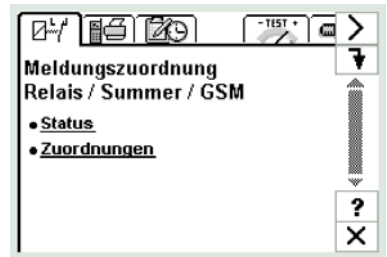 - TEST +
Meldungszuordnung
Relais / Summer / GSM
• Status
• Zuordnungen
?